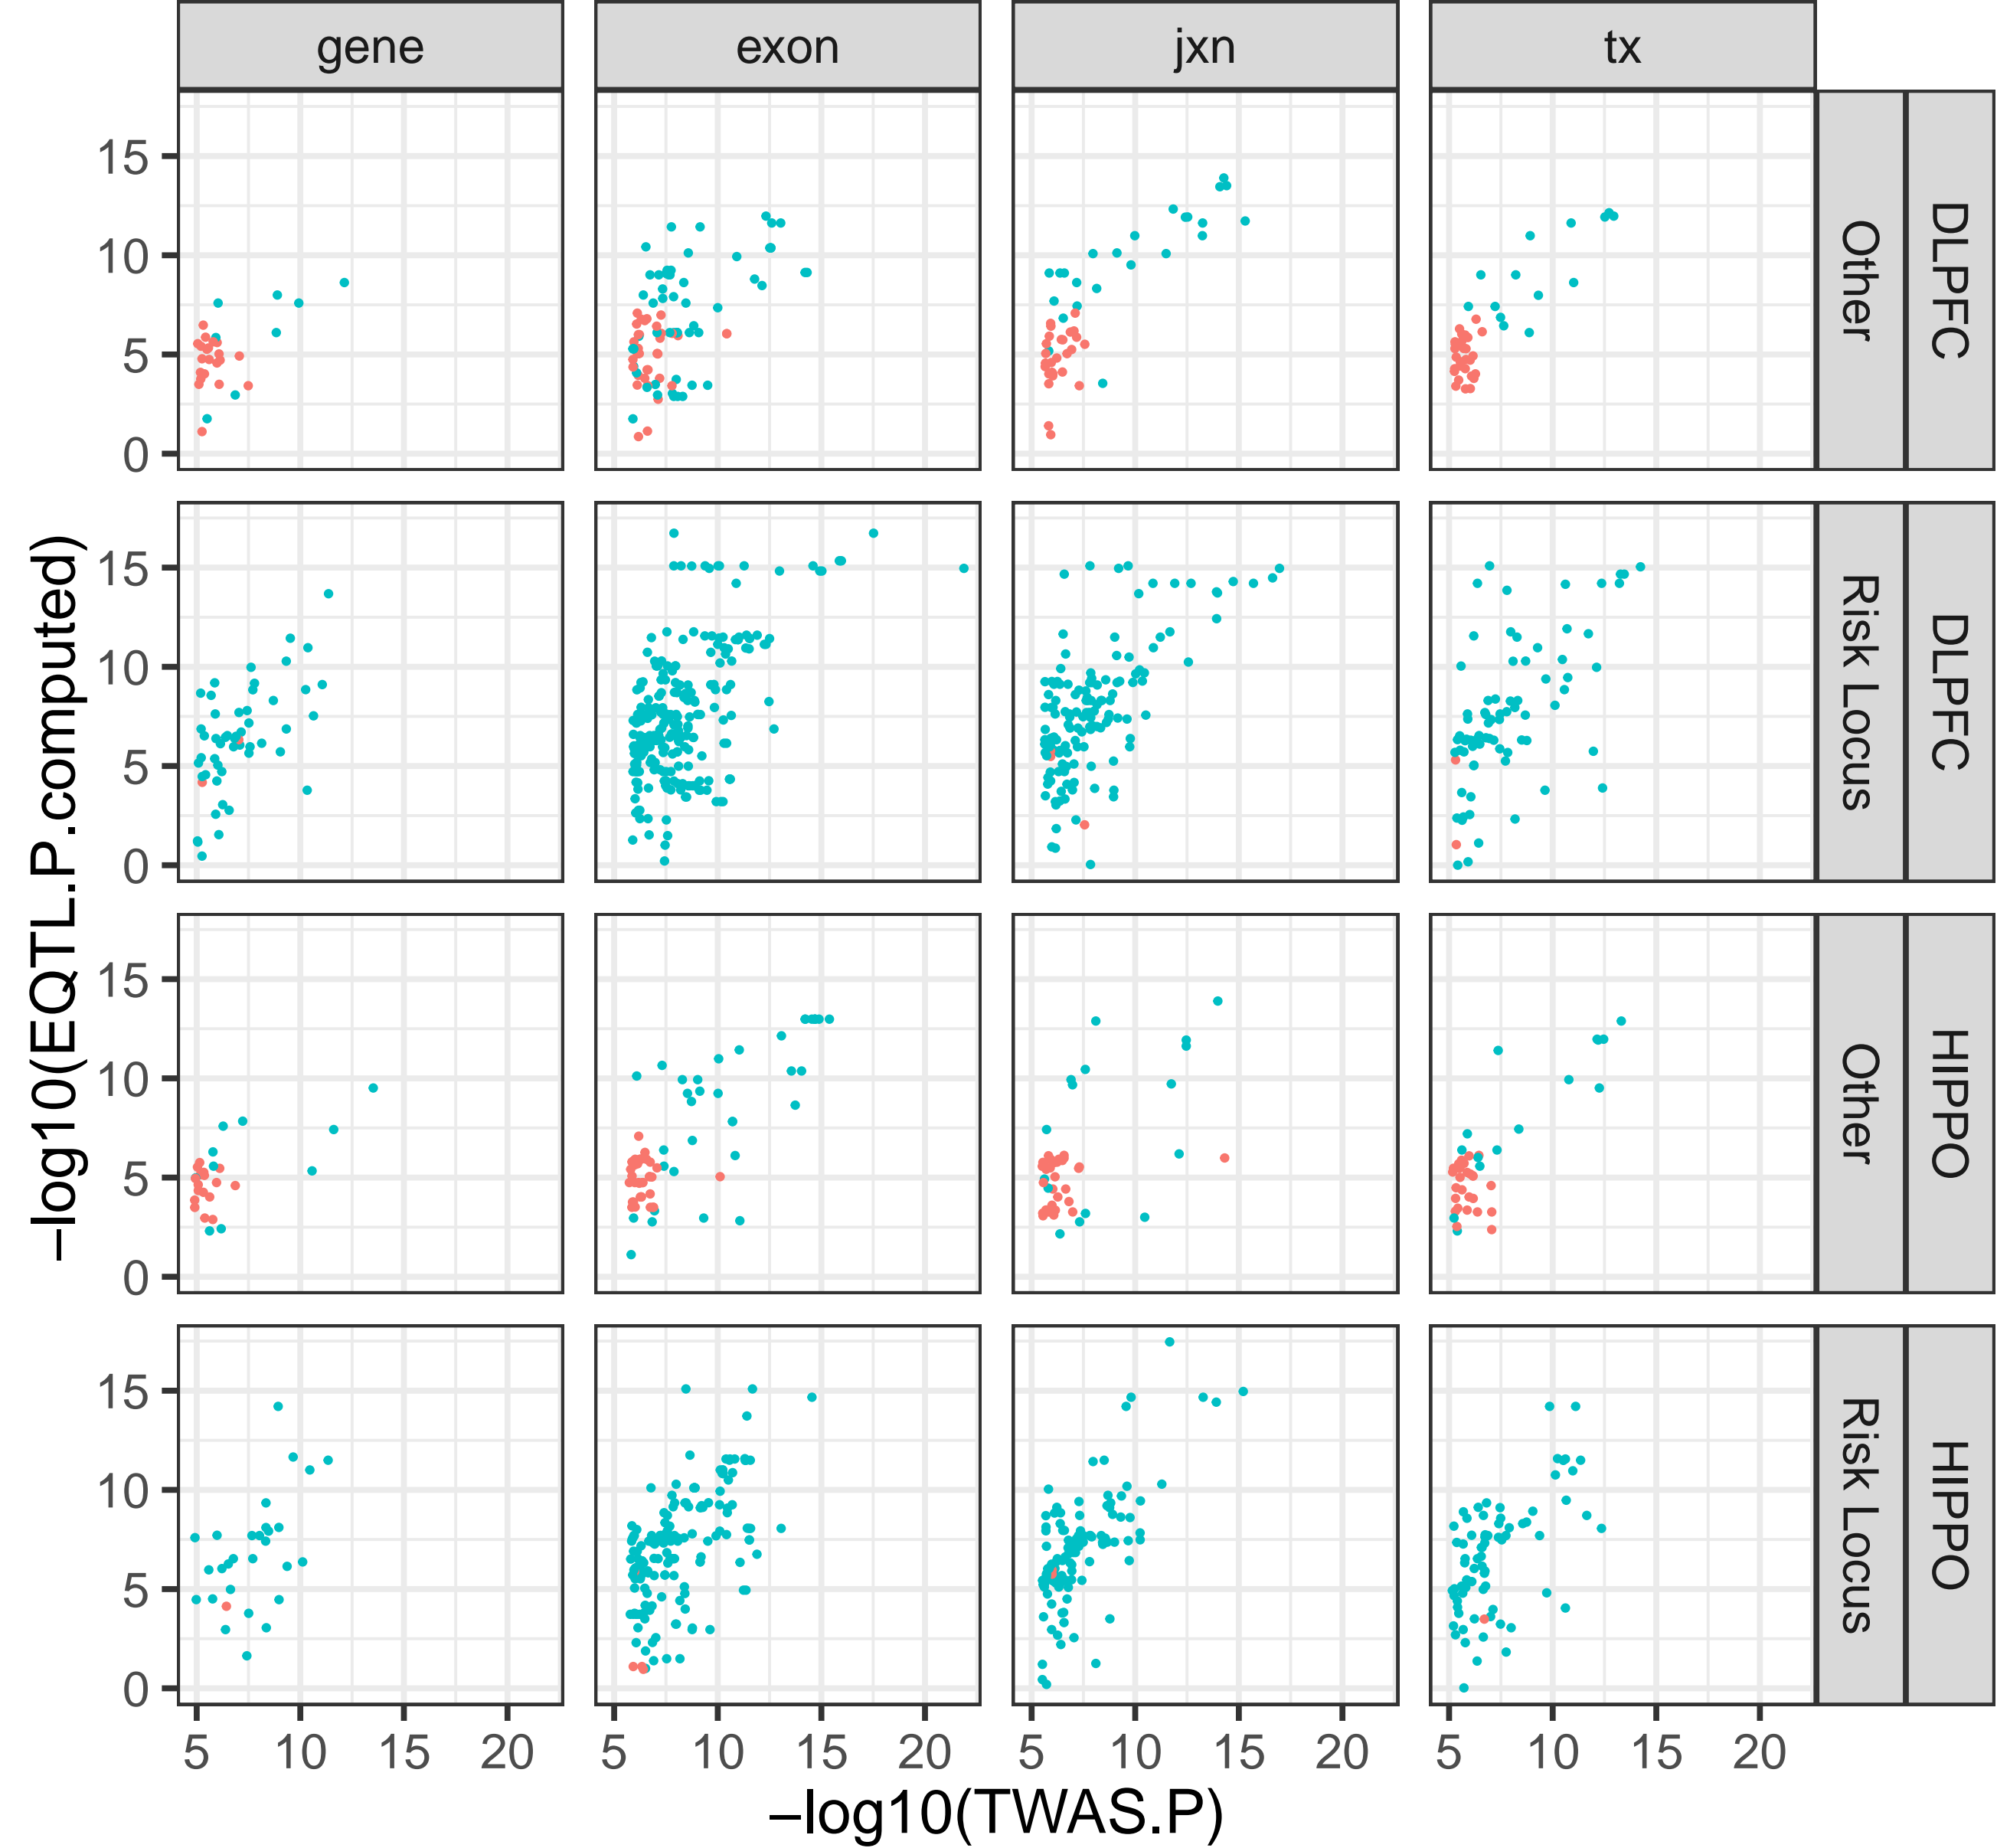 gene exon jxn tx
15
10
5
0
Other
DLPFC
15
10
5
0
Risk Locus
DLPFC
−log10(EQTL.P.computed)
15
10
5
0
Other
HIPPO
15
10
5
0
Risk Locus
HIPPO
5 10 15 20 5 10 15 20 5 10 15 20 5 10 15 20
−log10(TWAS.P)